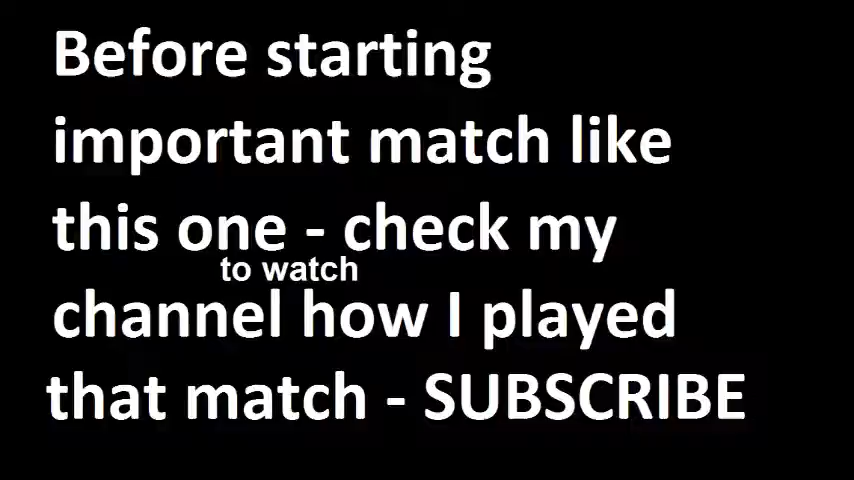 Before starting
important match like
this one - check my
to watch
channel how I played
that match - SUBSCRIBE